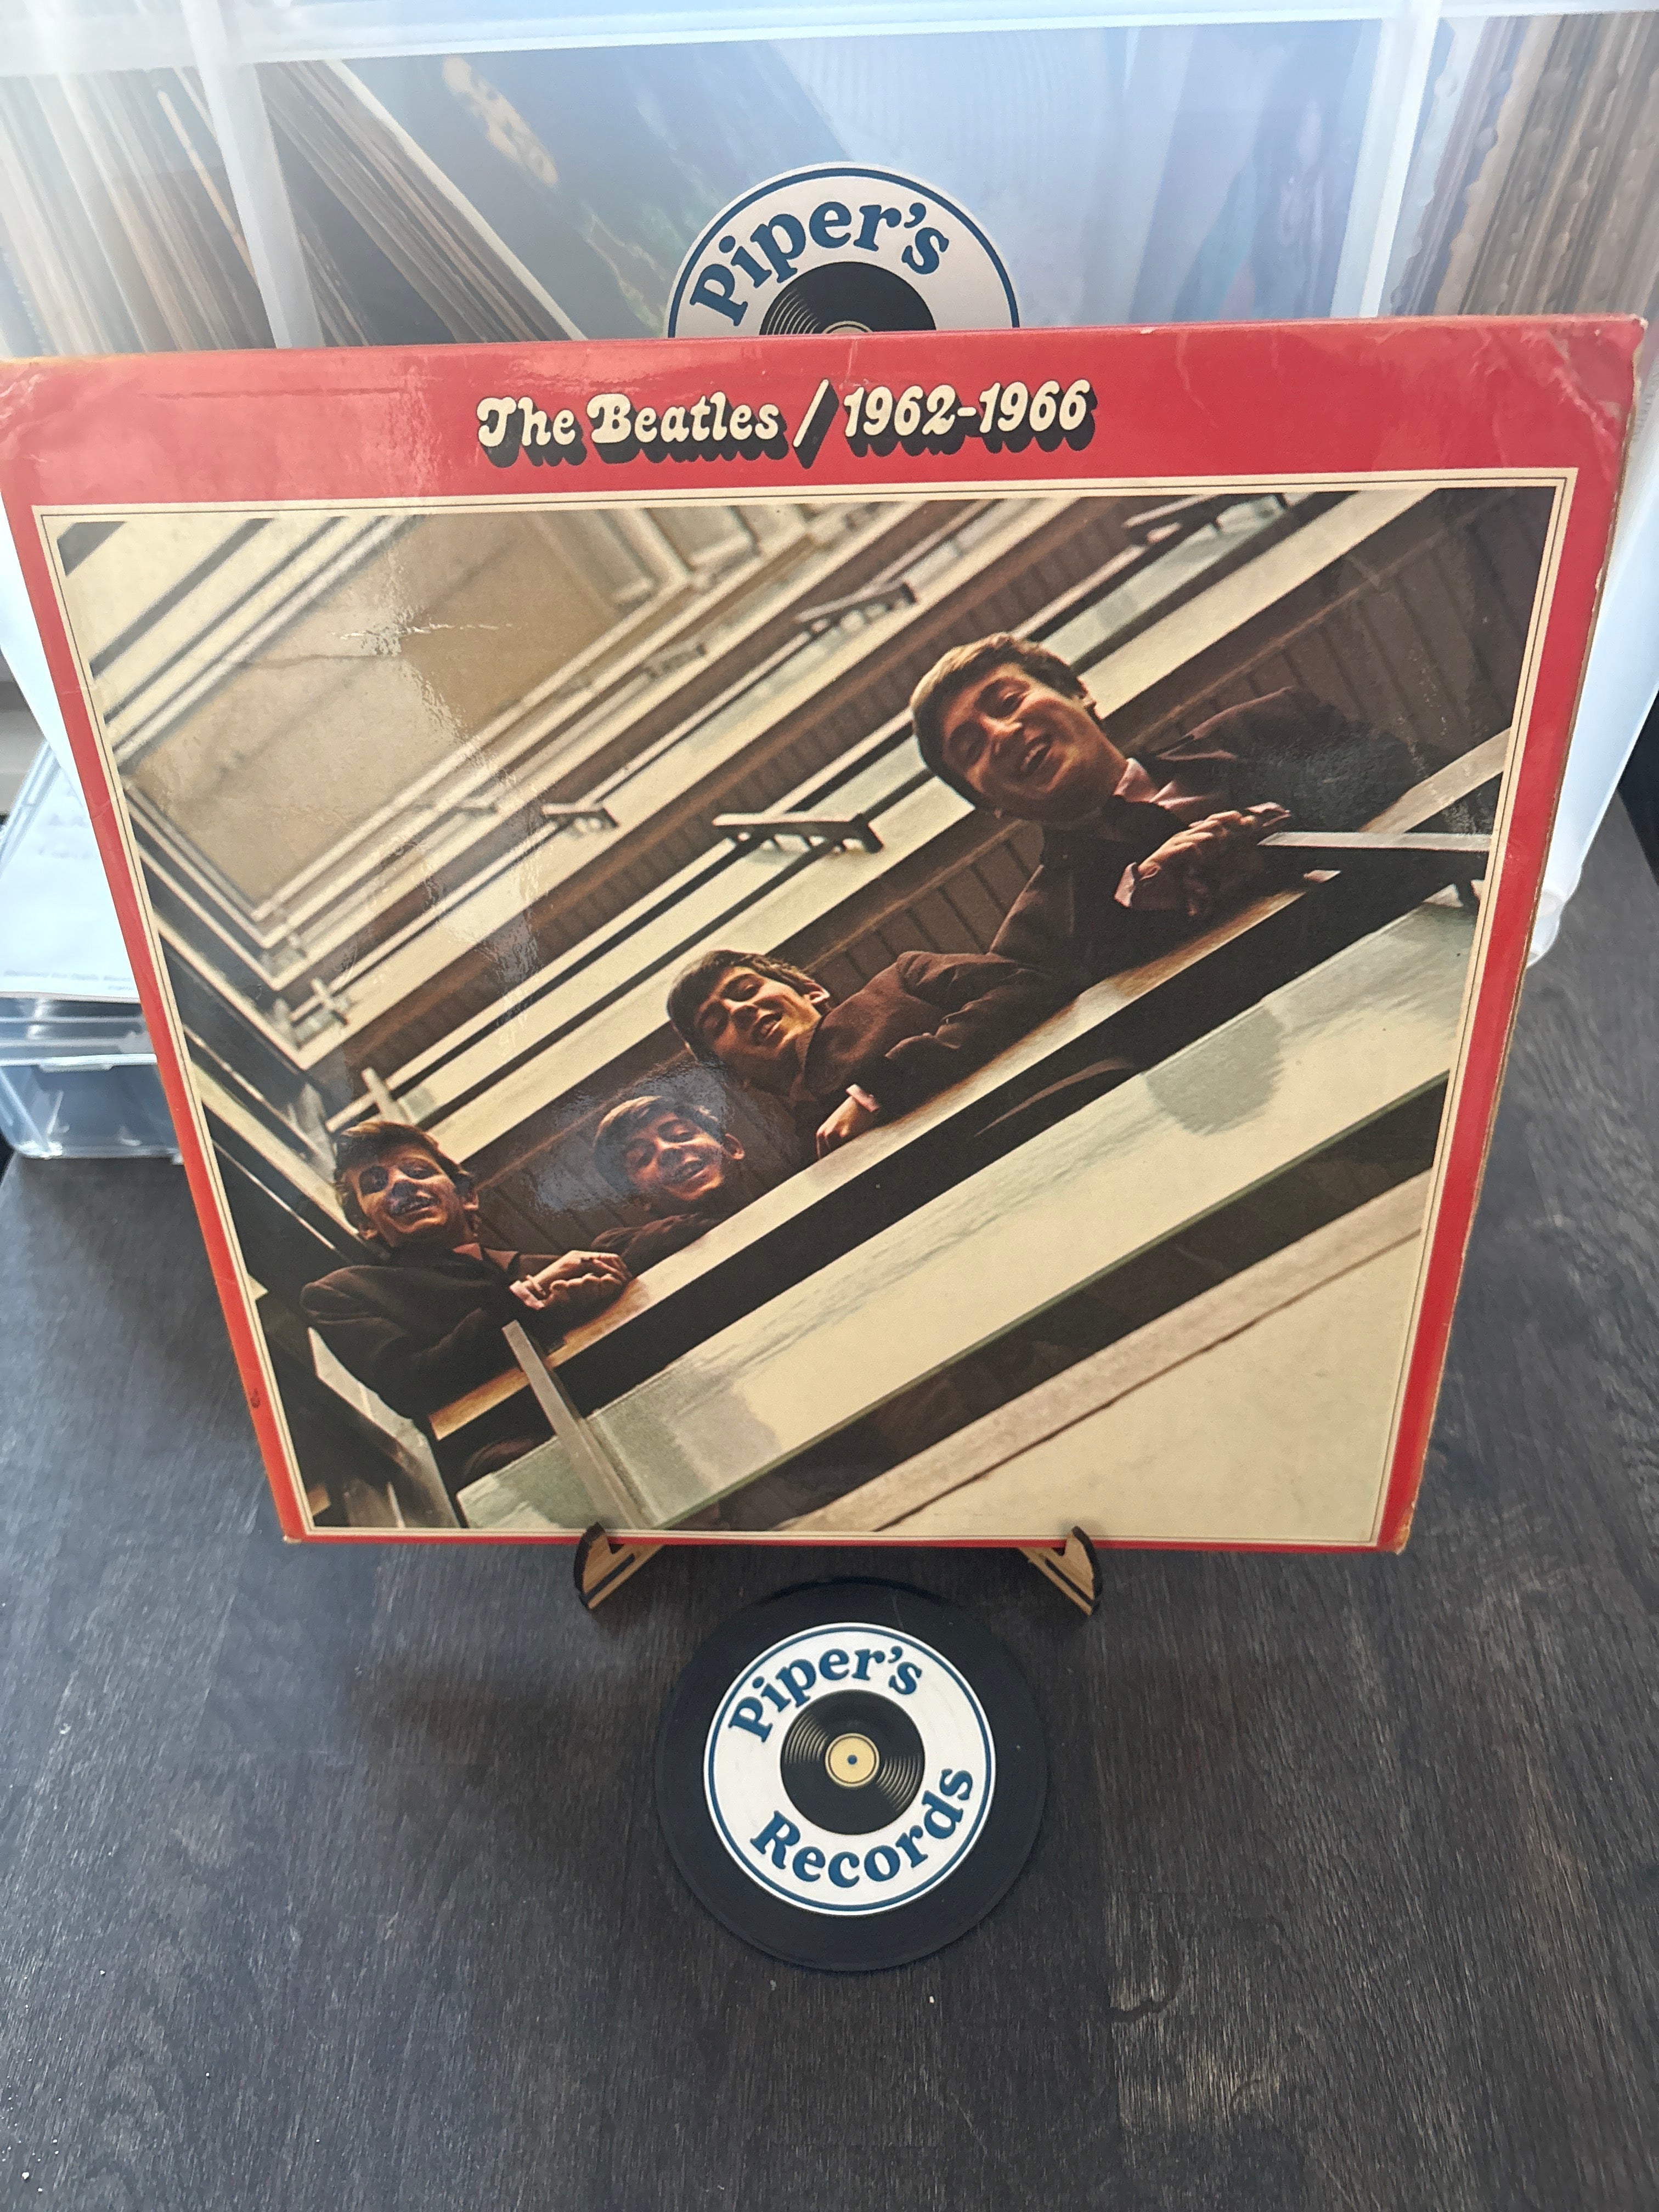 Piper's
The Beatles / 1962-1966
Piper's
Records